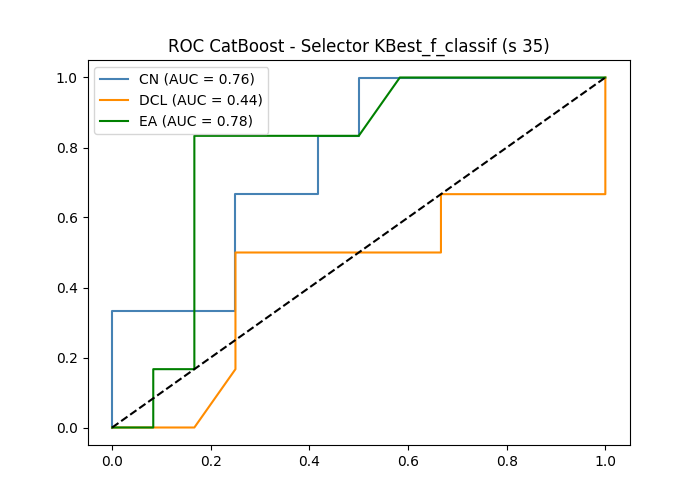 ROC CatBoost - Selector KBest_f_classif (s 35)
CN (AUC = 0.76)
DCL (AUC = 0.44)
EA (AUC = 0.78)
1.0
0.8
0.6
0.4
0.2
0.0
0.0 0.2 0.4 0.6 0.8 1.0